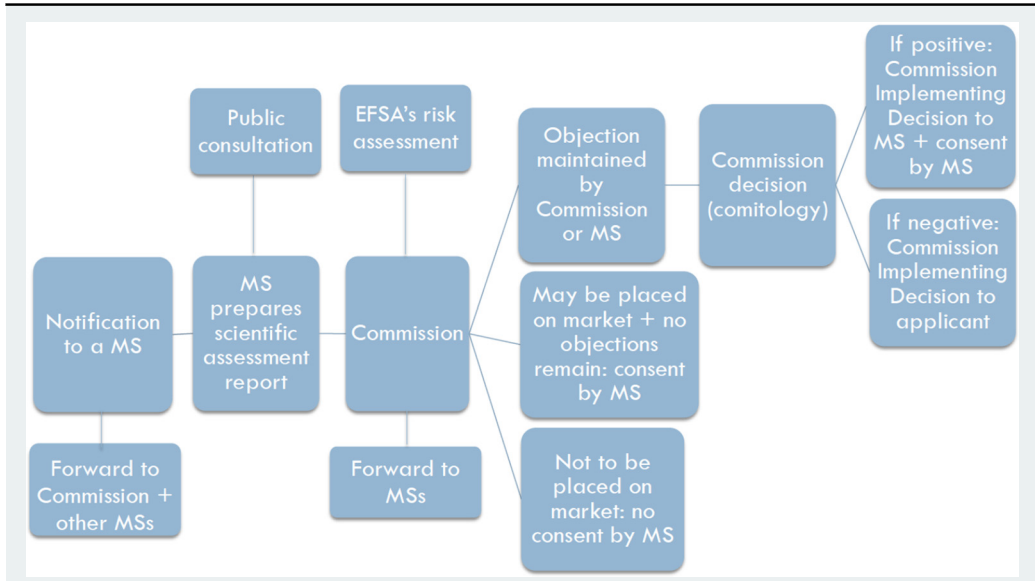 Notification
to a MS
Forward to
Commission +
other MSs
Public
consultation
MS
prepares
scientific
assessment
report
EFSA's risk
assessment
Commission
Forward to
MSs
Objection
maintained
by
Commission
or MS
May be placed
on market + no
objections
remain: consent
by MS
Not to be
placed on
market: no
consent by MS
Commission
decision
(comitology)
If positive:
Commission
Implementing
Decision to
MS + consent
by MS
If negative:
Commission
Implementing
Decision to
applicant